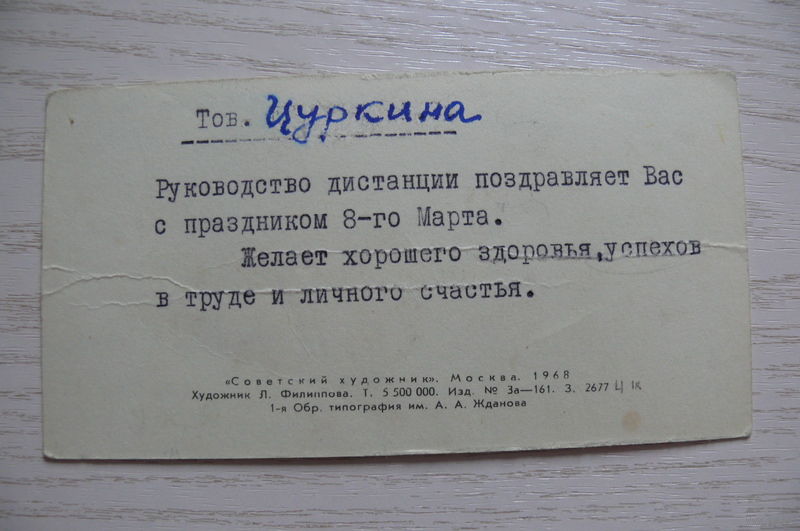 Тов. Цуркина
Руководство дистанции поздравляет Вас
с праздником 8-го Марта.
Желает хорошего здоровья,успехов
в труде и личного счастья.
«Советский художник». Москва. 1968
Художник Л. Филиппова. Т. 5 500 000. Изд. № 3а—161. З. 2677 Ц 1к
1-я Обр. типография им. А. А. Жданова